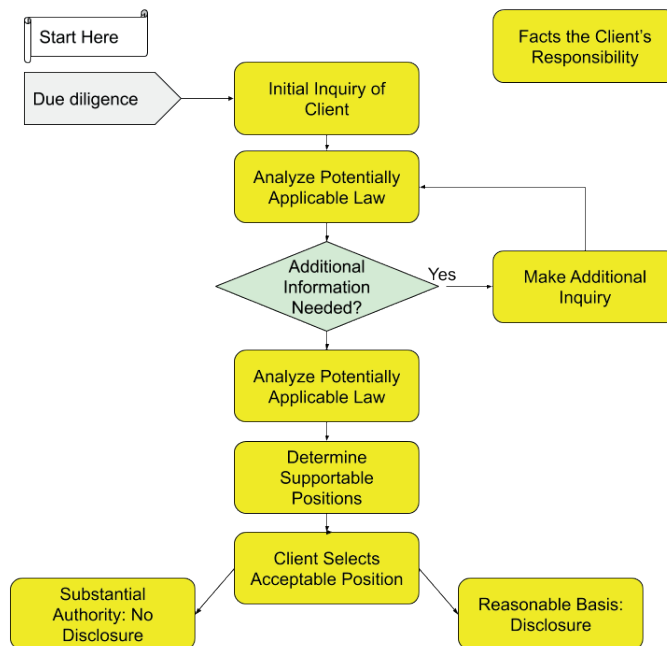 Start Here
Facts the Client's
Responsibility
Due diligence
Initial Inquiry of
Client
Analyze Potentially
Applicable Law
Additional
Information
Needed?
Yes
Make Additional
Inquiry
Analyze Potentially
Applicable Law
Determine
Supportable
Positions
Client Selects
Acceptable Position
Substantial
Authority: No
Disclosure
Reasonable Basis:
Disclosure